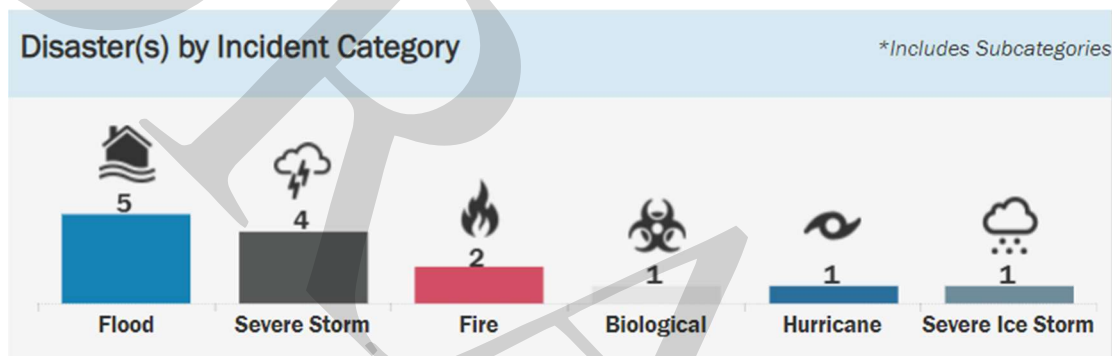 Disaster(s) by Incident Category
*Includes Subcategories
5
4
2
1
1
1
Flood
Severe Storm
Fire
Biological
Hurricane
Severe Ice Storm